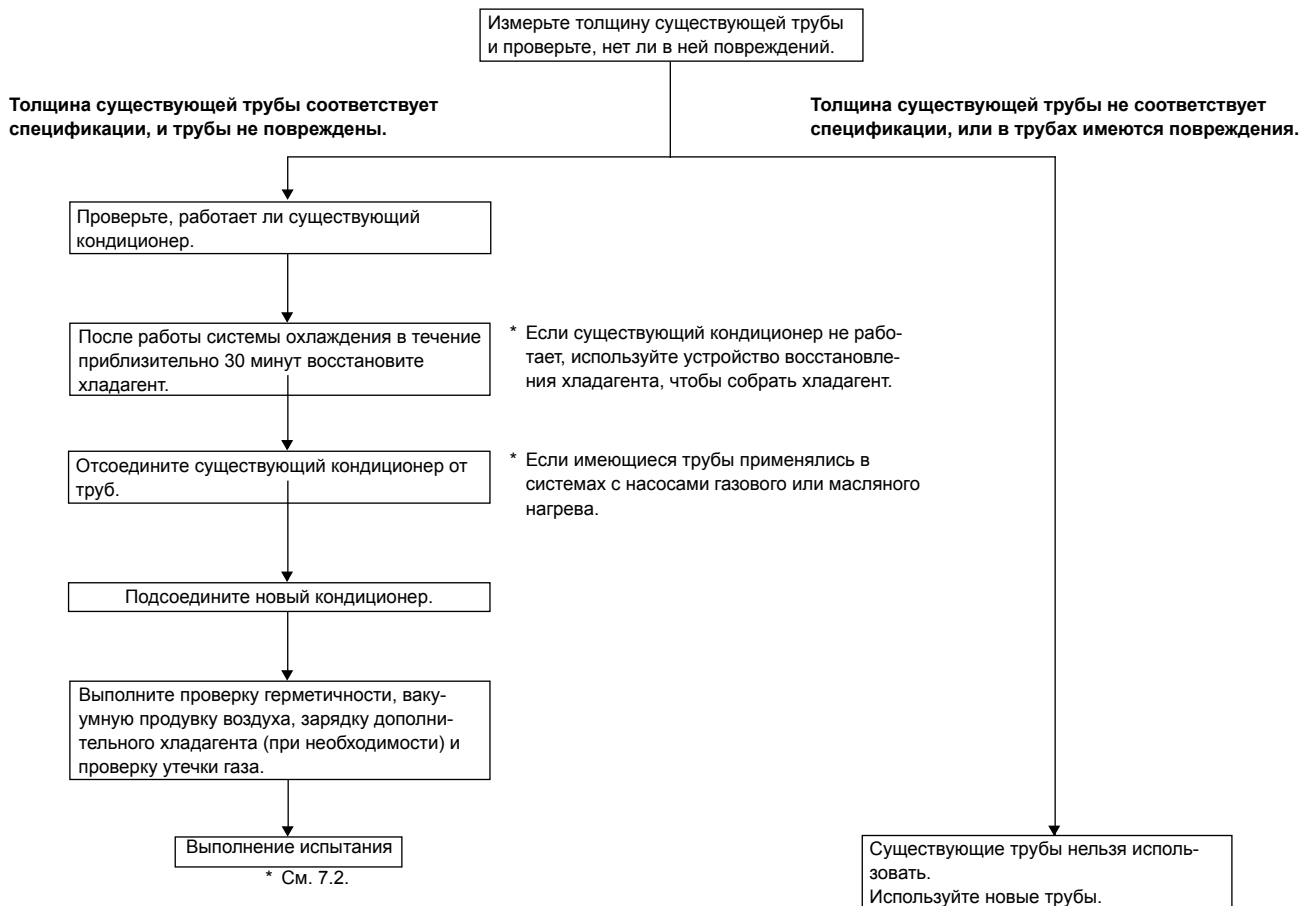 Измерьте толщину существующей трубы
и проверьте, нет ли в ней повреждений.
Толщина существующей трубы соответствует
спецификации, и трубы не повреждены.
Толщина существующей трубы не соответствует
спецификации, или в трубах имеются повреждения.
Проверьте, работает ли существующий
кондиционер.
После работы системы охлаждения в течение
приблизительно 30 минут восстановите
хладагент.
* Если существующий кондиционер не рабо-
тает, используйте устройство восстановле-
ния хладагента, чтобы собрать хладагент.
Отсоедините существующий кондиционер от
труб.
* Если имеющиеся трубы применялись в
системах с насосами газового или масляного
нагрева.
Подсоедините новый кондиционер.
Выполните проверку герметичности, ваку-
умную продувку воздуха, зарядку дополни-
тельного хладагента (при необходимости) и
проверку утечки газа.
Выполнение испытания
* См. 7.2.
Существующие трубы нельзя исполь-
зовать.
Используйте новые трубы.